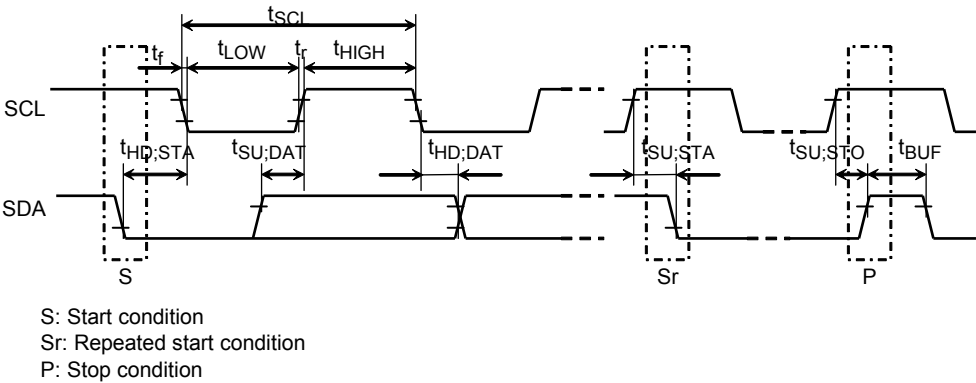 tSCL
tf tLOW tr tHIGH
SCL
tHD;STA tSU;DAT tHD;DAT tSU;STA tSU;STO tBUF
SDA
S Sr P
S: Start condition
Sr: Repeated start condition
P: Stop condition